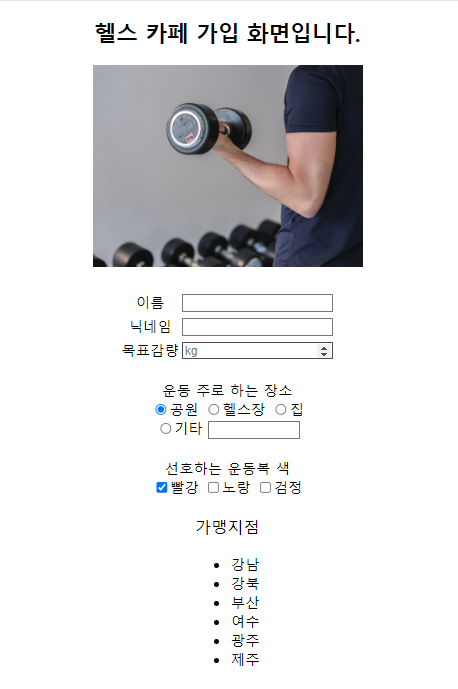 헬스 카페 가입 화면입니다.
이름
닉네임
목표감량 kg
운동 주로 하는 장소
공원 헬스장 집
기타
선호하는 운동복 색
빨강 노랑 검정
가맹지점
강남
강북
부산
여수
광주
제주